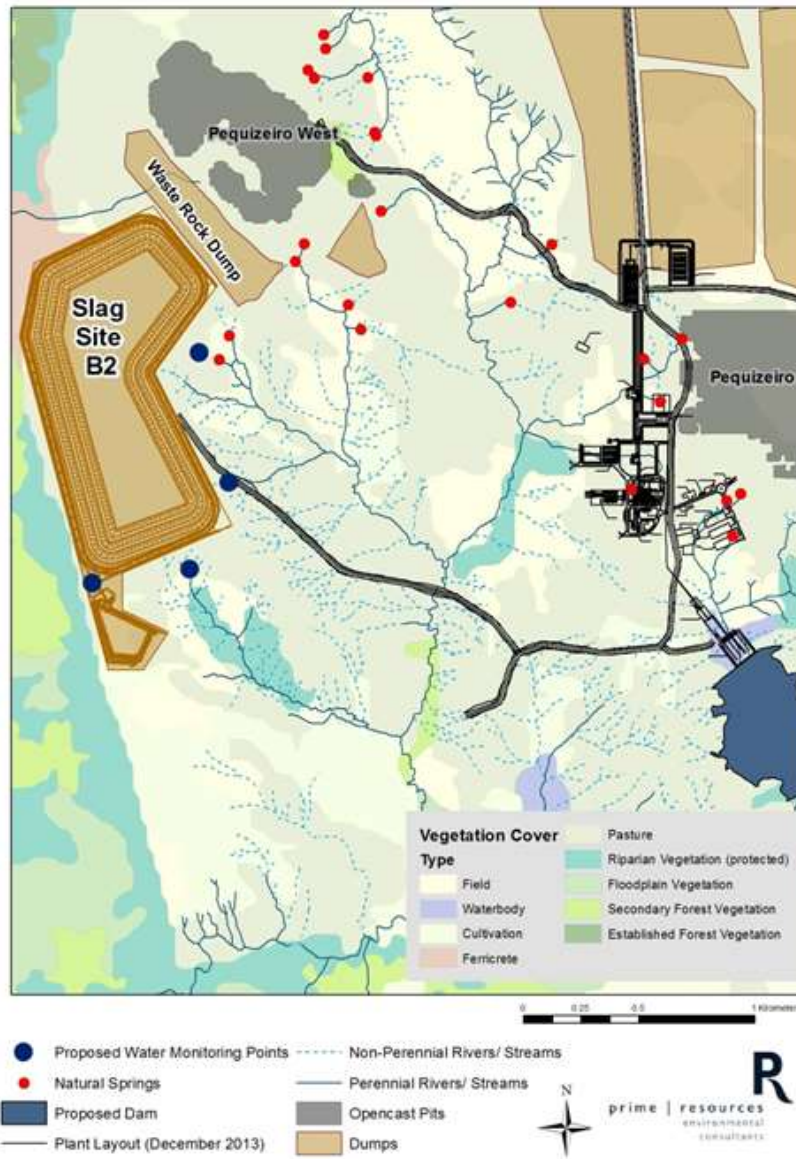 Pequizeiro West
Waste Rock Dump
Slag
Site
B2
Pequizeiro
Vegetation Cover
Type
Field
Waterbody
Cultivation
Ferricrete
Pasture
Riparian Vegetation (protected)
Floodplain Vegetation
Secondary Forest Vegetation
Established Forest Vegetation
0 0.25 0.5 1 Kilometer
Proposed Water Monitoring Points
Natural Springs
Proposed Dam
Plant Layout (December 2013)
Non-Perennial Rivers/ Streams
Perennial Rivers/ Streams
Opencast Pits
Dumps
N
R
prime | resources
environmental
consultants